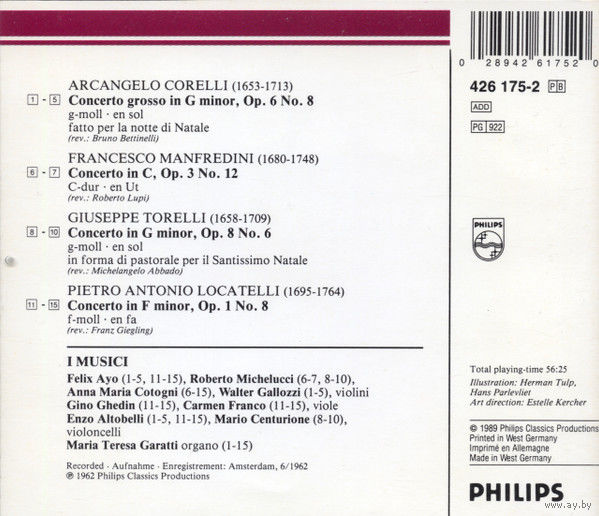 ARCANGELO CORELLI (1653-1713)
1 - 5 Concerto grosso in G minor, Op. 6 No. 8
g-moll · en sol
fatto per la notte di Natale
(rev.: Bruno Bettinelli)
FRANCESCO MANFREDINI (1680-1748)
6 - 7 Concerto in C, Op. 3 No. 12
C-dur · en Ut
(rev.: Roberto Lupi)
GIUSEPPE TORELLI (1658-1709)
8 - 10 Concerto in G minor, Op. 8 No. 6
g-moll · en sol
in forma di pastorale per il Santissimo Natale
(rev.: Michelangelo Abbado)
PIETRO ANTONIO LOCATELLI (1695-1764)
11 - 15 Concerto in F minor, Op. 1 No. 8
f-moll · en fa
(rev.: Franz Giegling)
I MUSICI
Felix Ayo (1-5, 11-15), Roberto Michelucci (6-7, 8-10),
Anna Maria Cotogni (6-15), Walter Gallozzi (1-5), violini
Gino Ghedin (11-15), Carmen Franco (11-15), viole
Enzo Altobelli (1-5, 11-15), Mario Centurione (8-10),
violoncelli
Maria Teresa Garatti organo (1-15)
Recorded · Aufnahme · Enregistrement: Amsterdam, 6/1962
℗ 1962 Philips Classics Productions
0 28942 61752 0
426 175-2 PB
ADD
PG 922
PHILIPS
Total playing-time 56:25
Illustration: Herman Tulp,
Hans Parlevliet
Art direction: Estelle Kercher
© 1989 Philips Classics Productions
Printed in West Germany
Imprimé en Allemagne
Made in West Germany
PHILIPS
www.ay.by